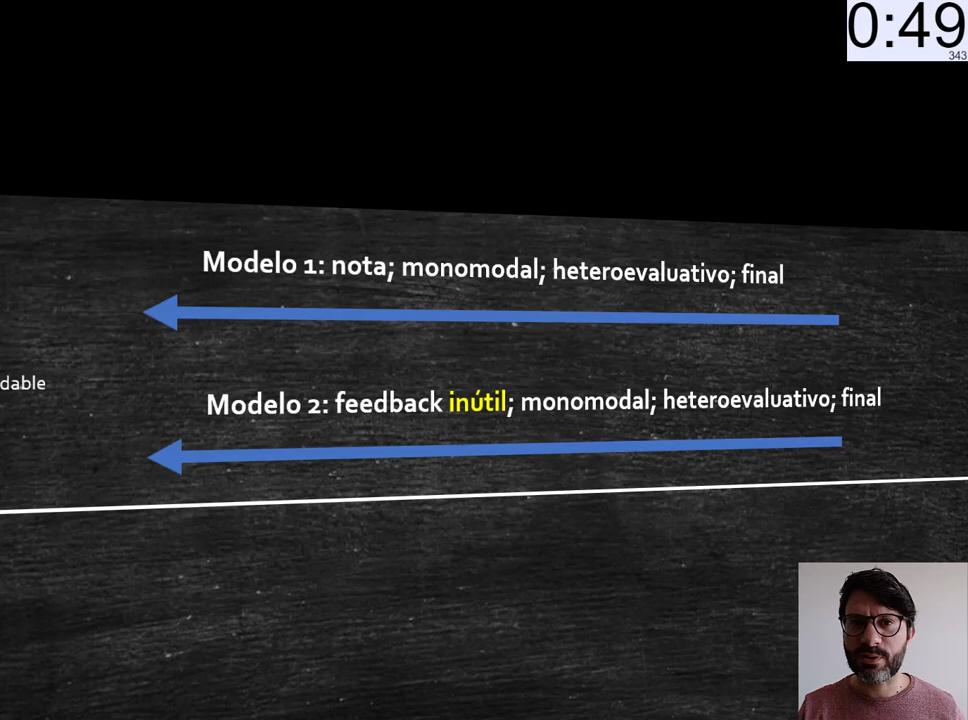 0:49
343
Modelo 1: nota; monomodal; heteroevaluativo; final
dable
Modelo 2: feedback inútil; monomodal; heteroevaluativo; final